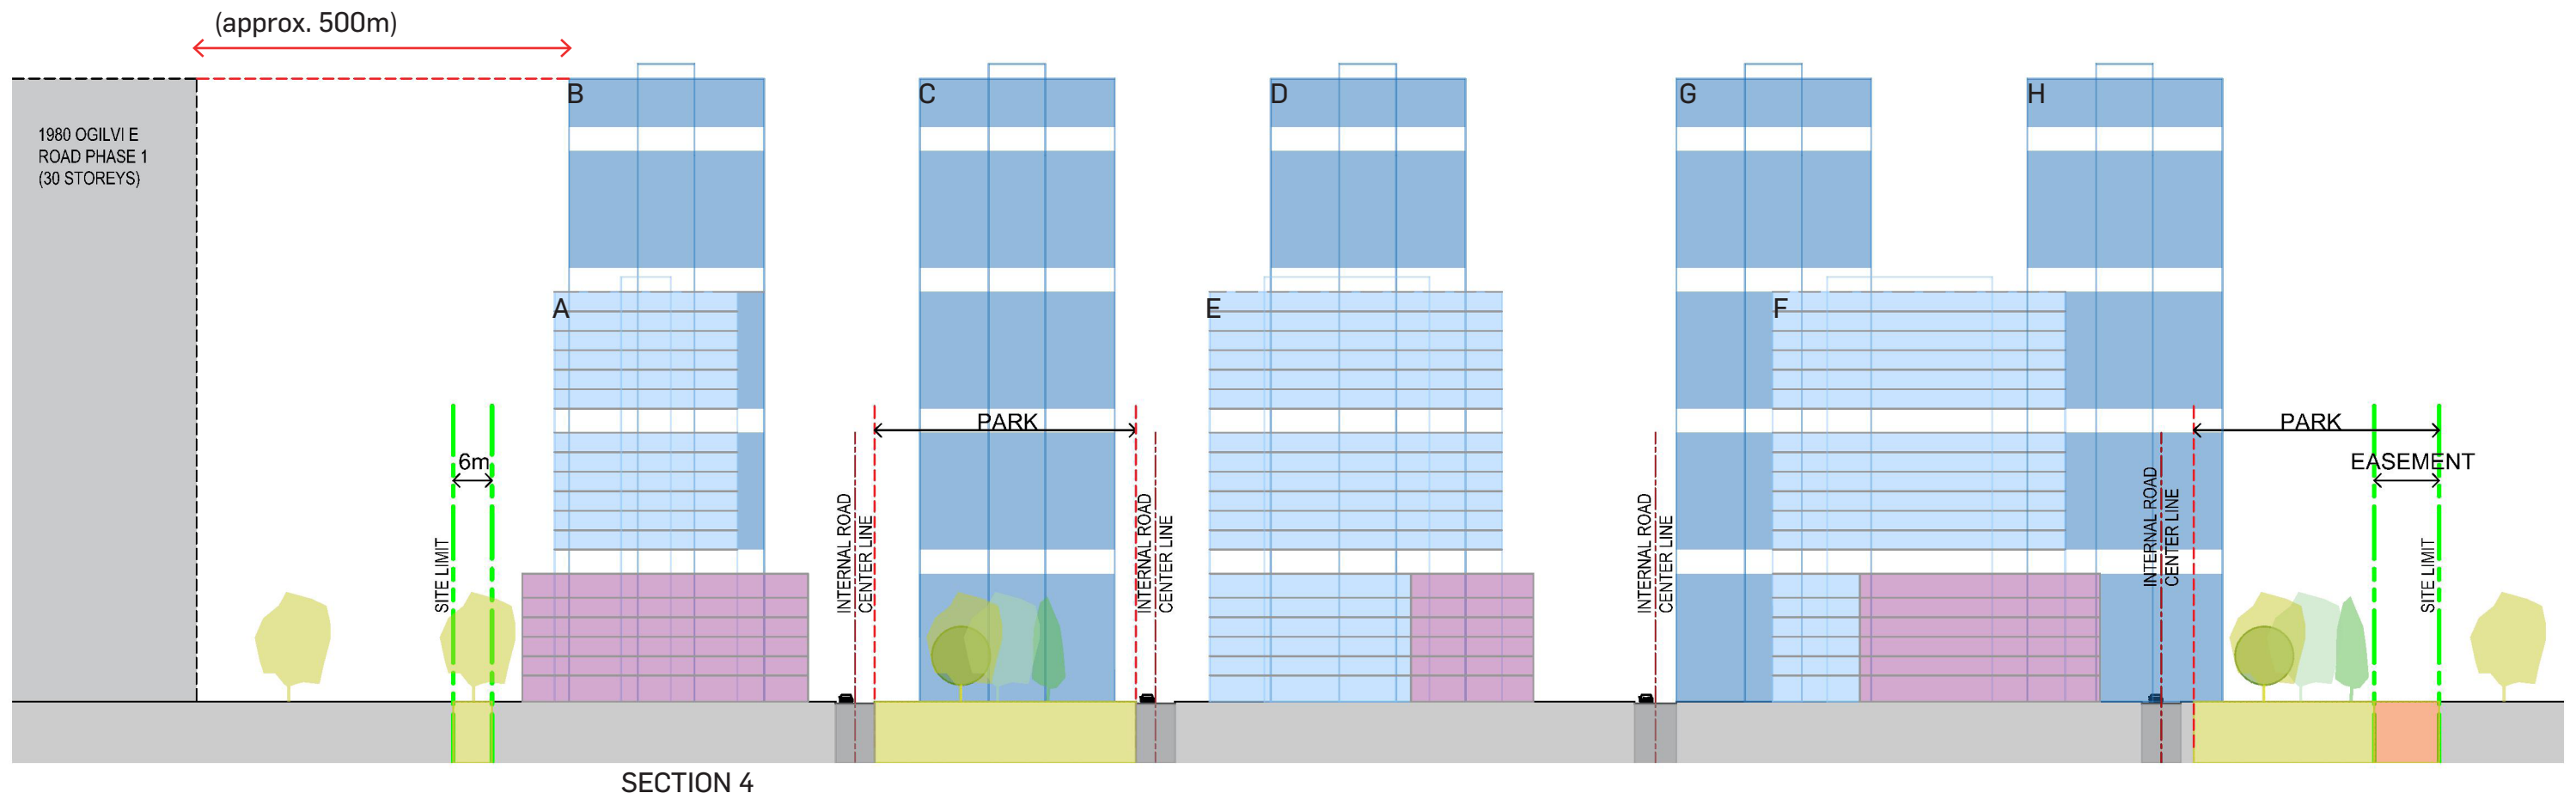 (approx. 500m)
B
C
D
G
H
1980 OGILVI E
ROAD PHASE 1
(30 STOREYS)
A
E
F
PARK
PARK
6m
EASEMENT
SITE LIMIT
INTERNAL ROAD
CENTER LINE
INTERNAL ROAD
CENTER LINE
INTERNAL ROAD
CENTER LINE
INTERNAL ROAD
CENTER LINE
SITE LIMIT
SECTION 4